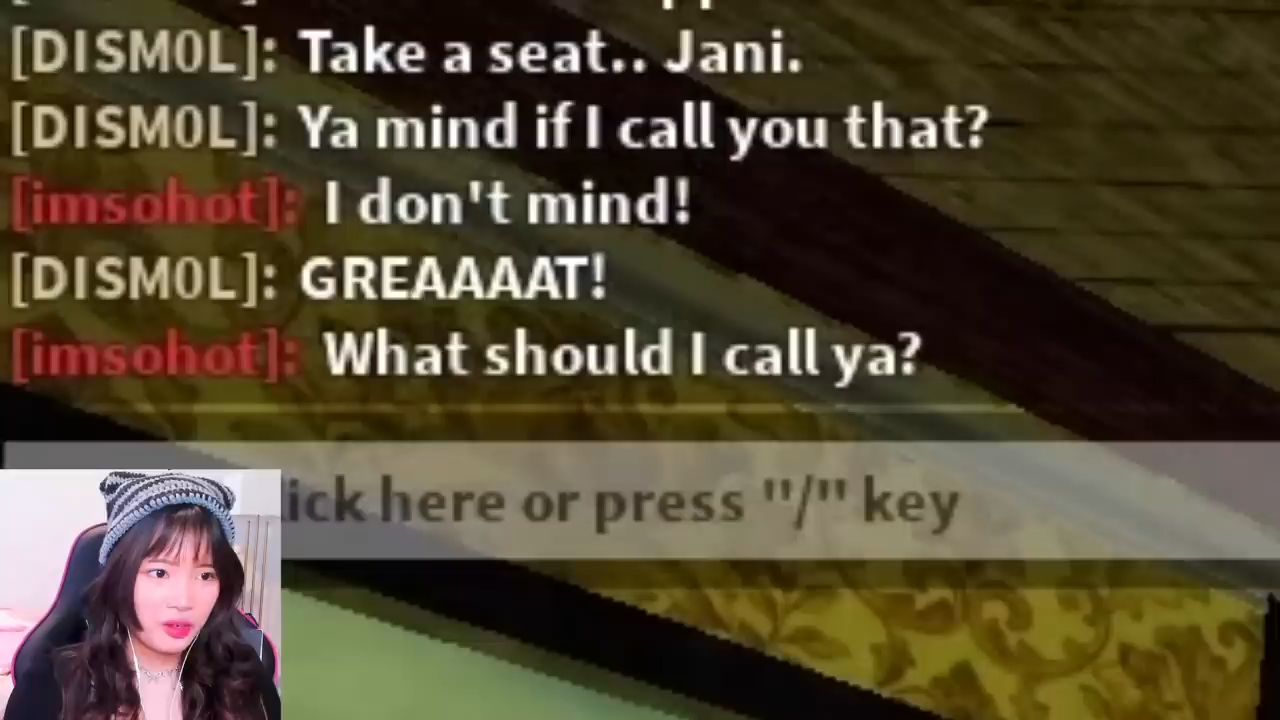 [DISM0L]: Take a seat.. Jani.
[DISM0L]: Ya mind if I call you that?
[imsohot]: I don't mind!
[DISM0L]: GREAAAAT!
[imsohot]: What should I call ya?
here or press "/" key